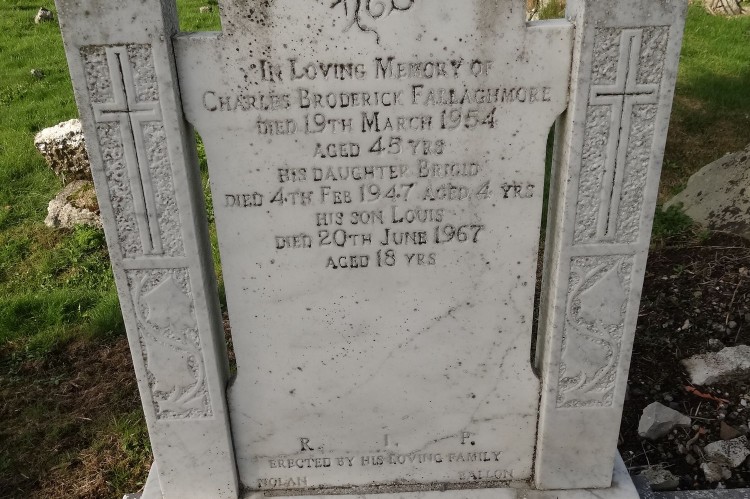 IHS
IN LOVING MEMORY OF
CHARLES BRODERICK FALLAGHMORE
DIED 19TH MARCH 1954
AGED 45 YRS
HIS DAUGHTER BRIGID
DIED 4TH FEB 1947 AGED 4 YRS
HIS SON LOUIS
DIED 20TH JUNE 1967
AGED 18 YRS
R. I. P.
ERECTED BY HIS LOVING FAMILY
NOLAN BALLON